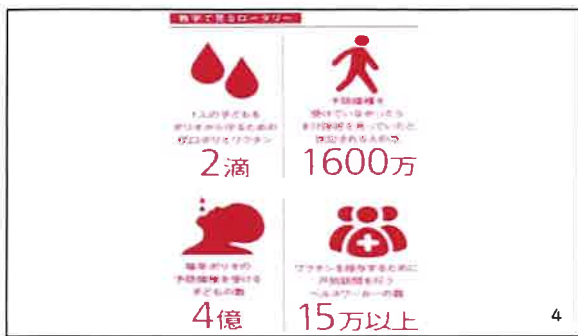 数字で見るロータリー
1人の子どもを
ポリオから守るための
経口ポリオワクチン
2滴
予防接種を
受けていなかったら
1600万
毎年ポリオの
予防接種を受ける
子どもの数
4億
ワクチンを投与するために
戸別訪問を行う
ヘルスワーカーの数
15万以上
4